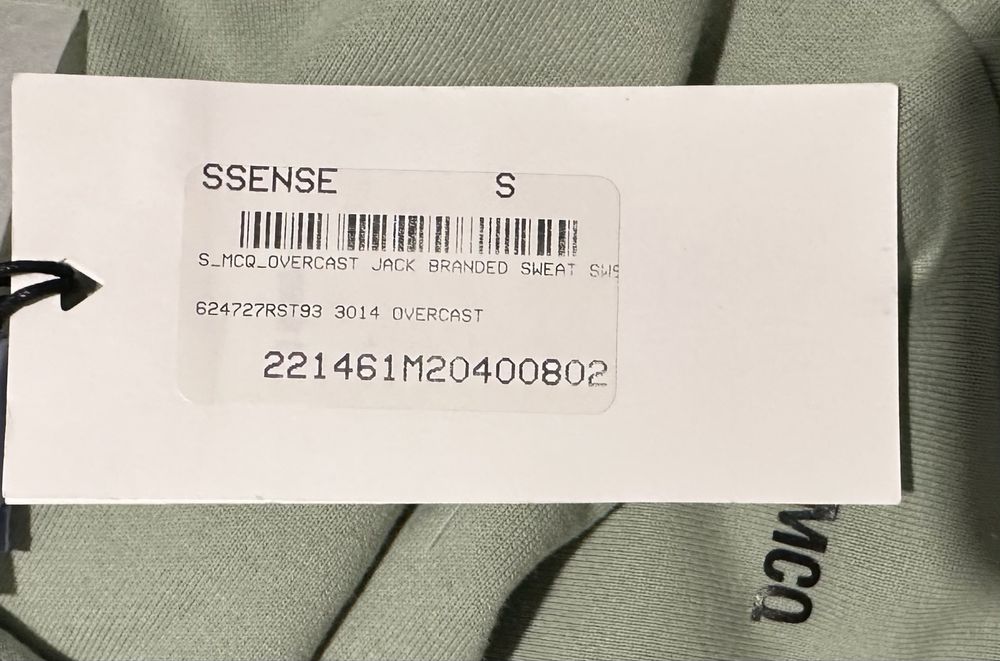 SSENSE S
S_MCQ_OVERCAST JACK BRANDED SWEAT SWS
624727RST93 3014 OVERCAST
221461M20400802
MCQ